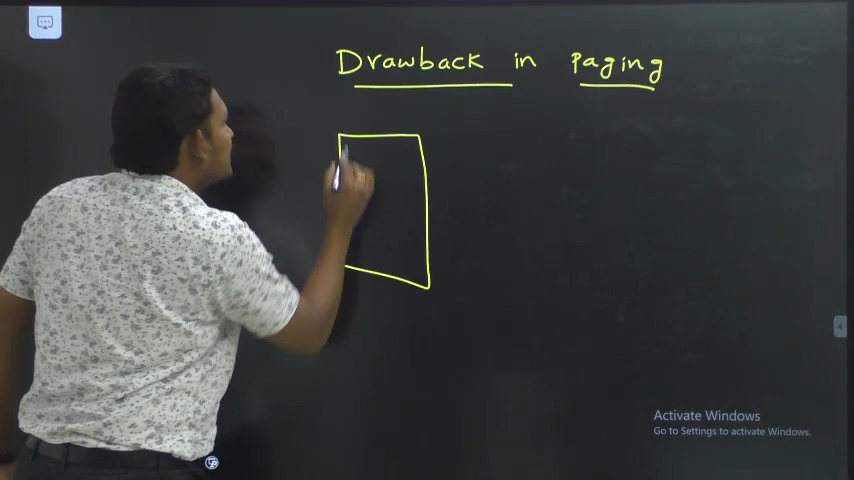 Drawback in Paging
Activate Windows
Go to Settings to activate Windows.